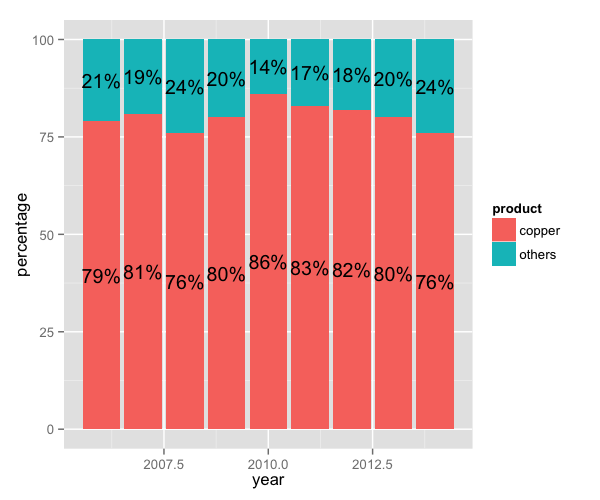 100
75
50
25
0
percentage
21% 19% 24% 20% 14% 17% 18% 20% 24%
79% 81% 76% 80% 86% 83% 82% 80% 76%
2007.5 2010.0 2012.5
year
product
copper
others